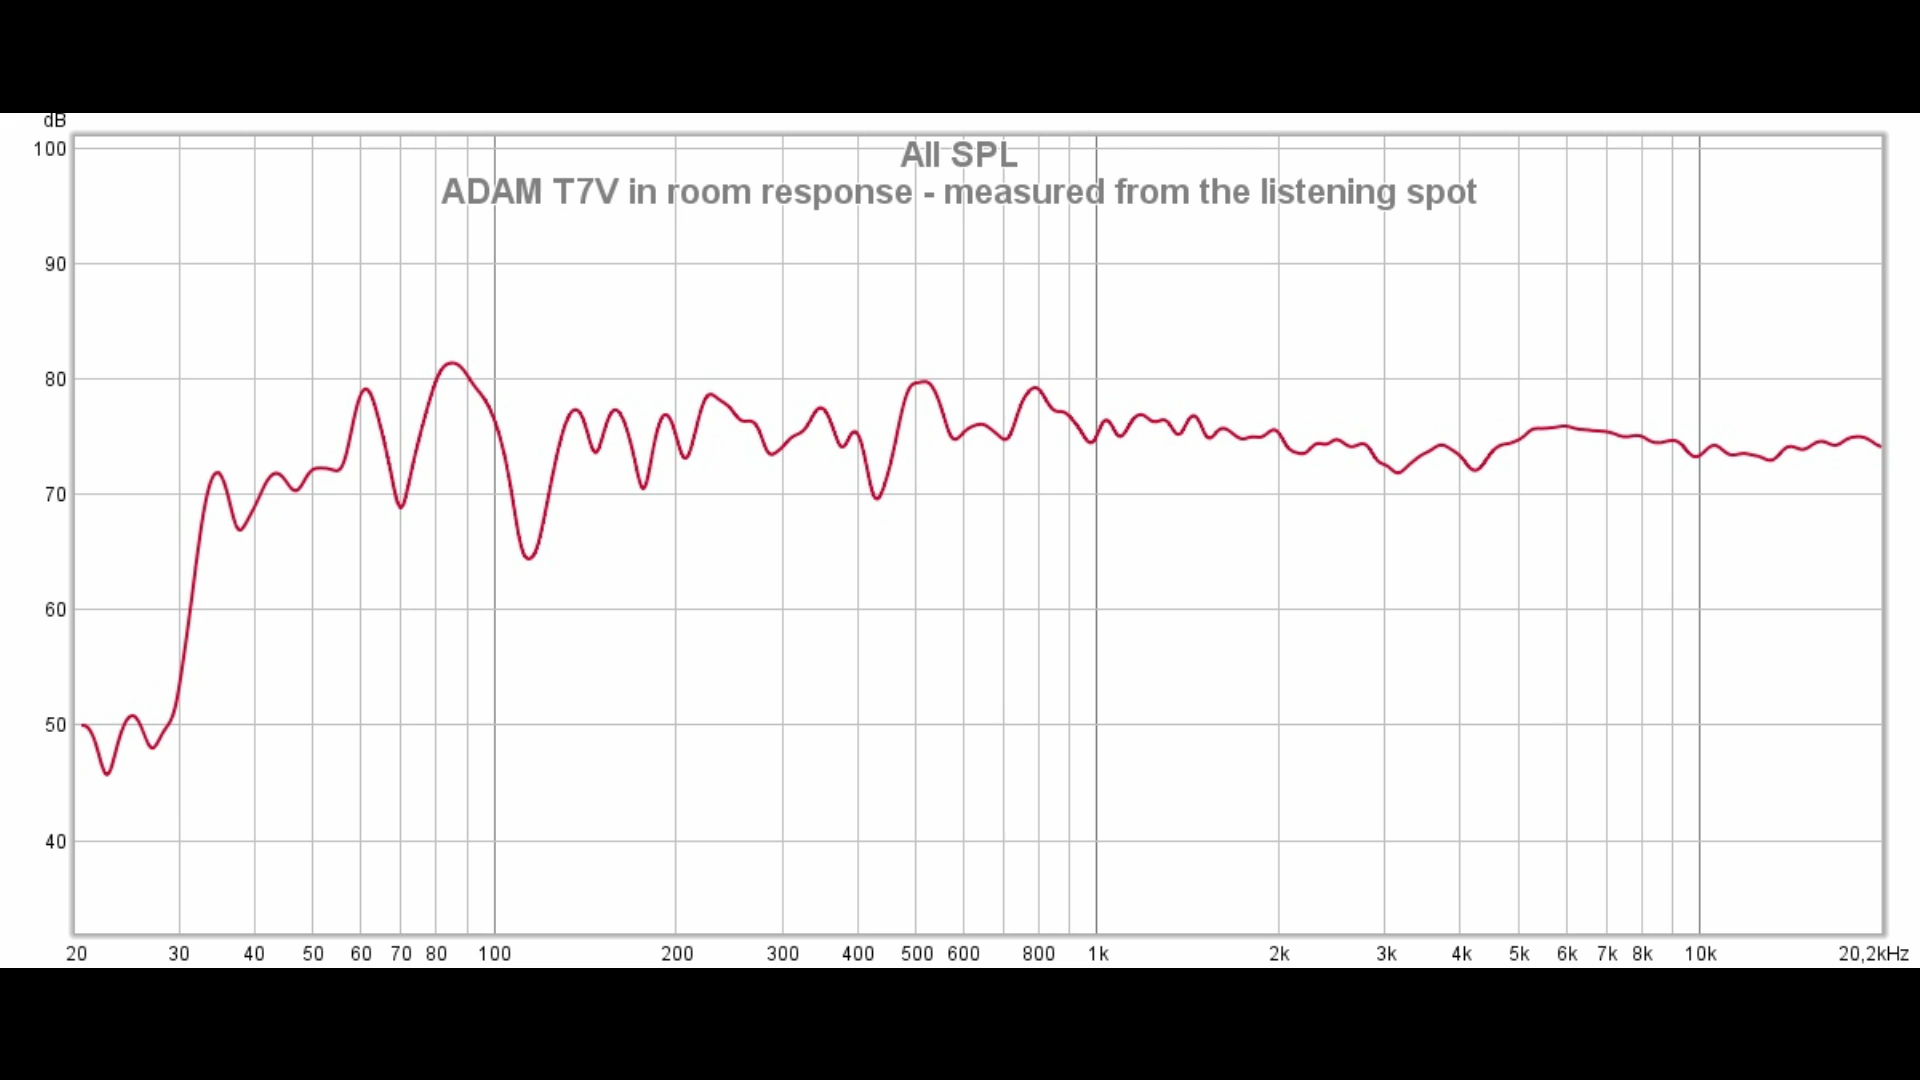 dB
All SPL
ADAM T7V in room response - measured from the listening spot
100
90
80
70
60
50
40
20 30 40 50 60 70 80 100 200 300 400 500 600 800 1k 2k 3k 4k 5k 6k 7k 8k 10k 20,2kHz